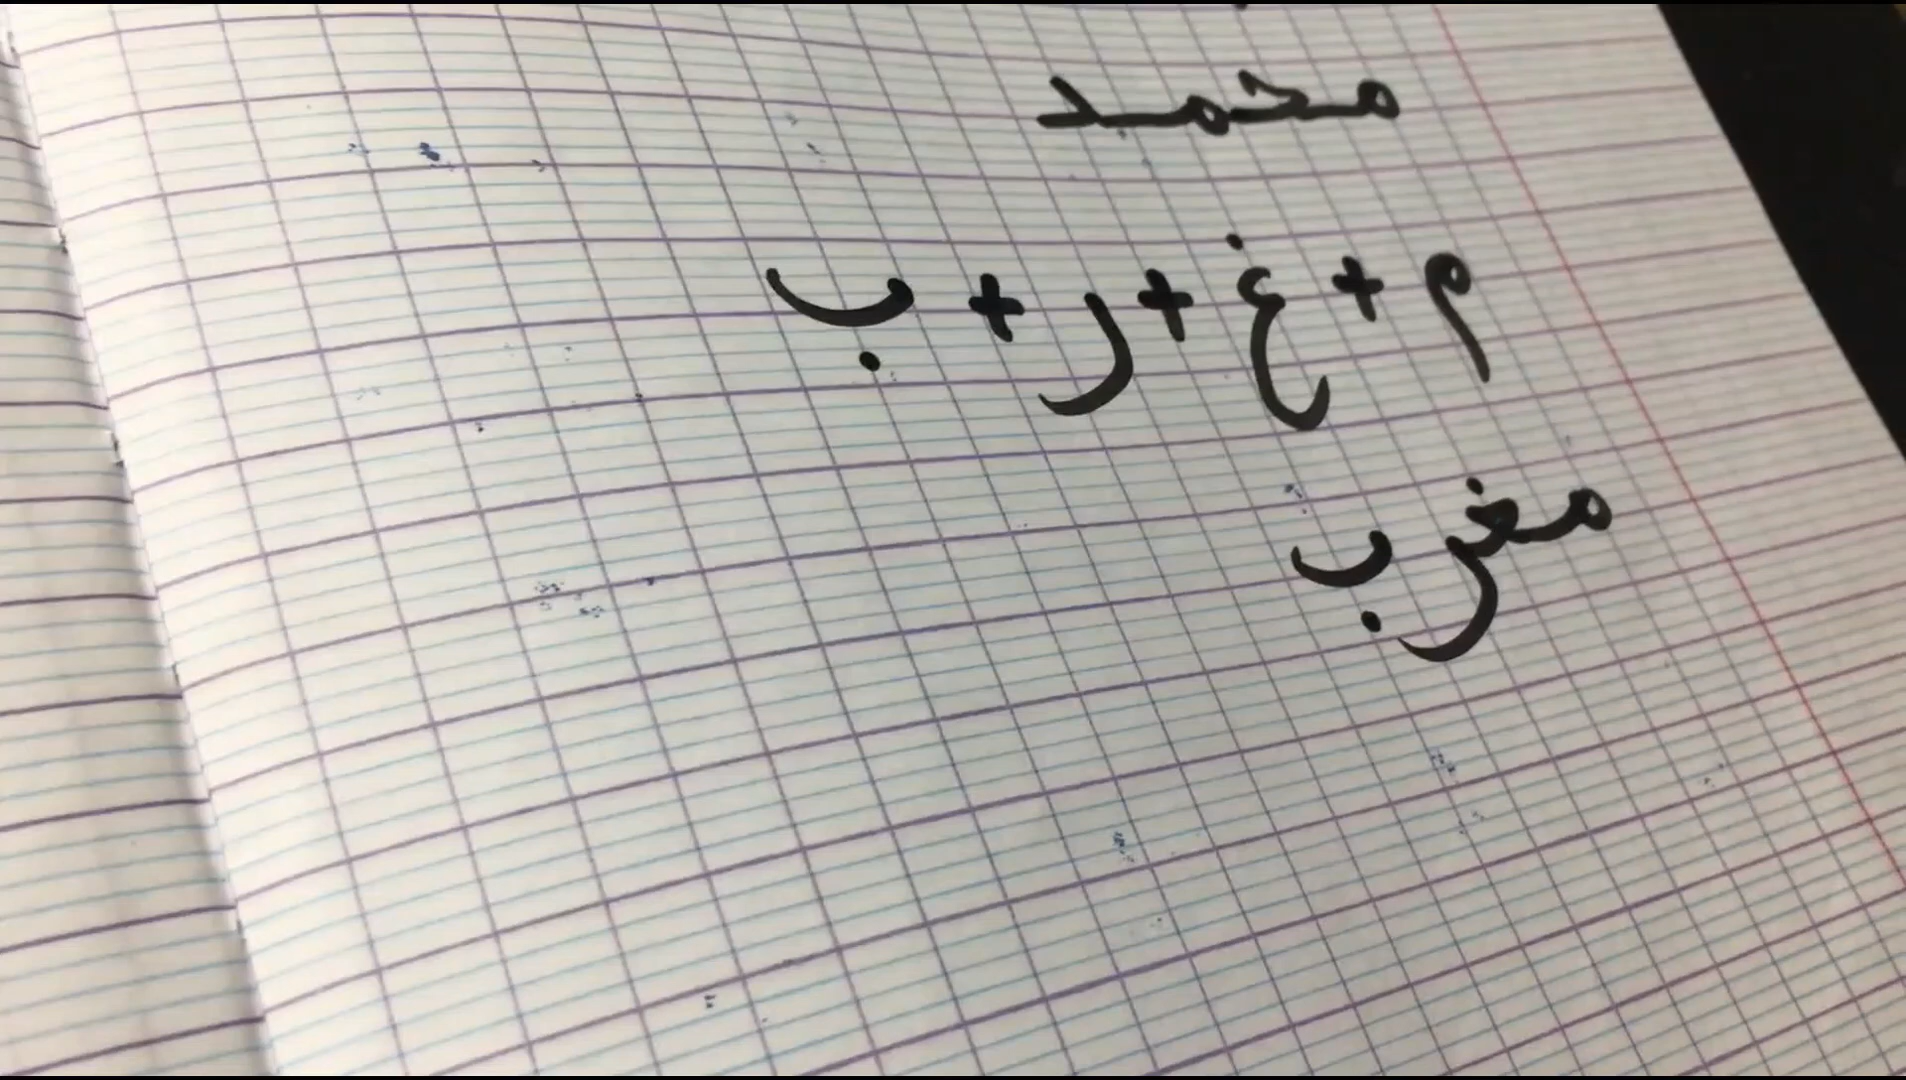 محمد
م + غ + ر + ب
مغرب